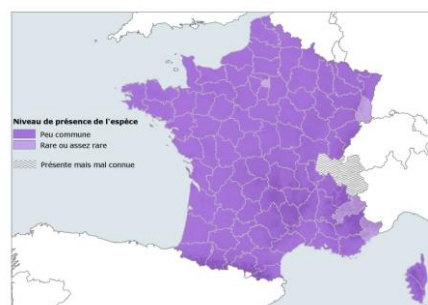 Niveau de présence de l'espèce
Peu commune
Rare ou assez rare
Présente mais mal connue